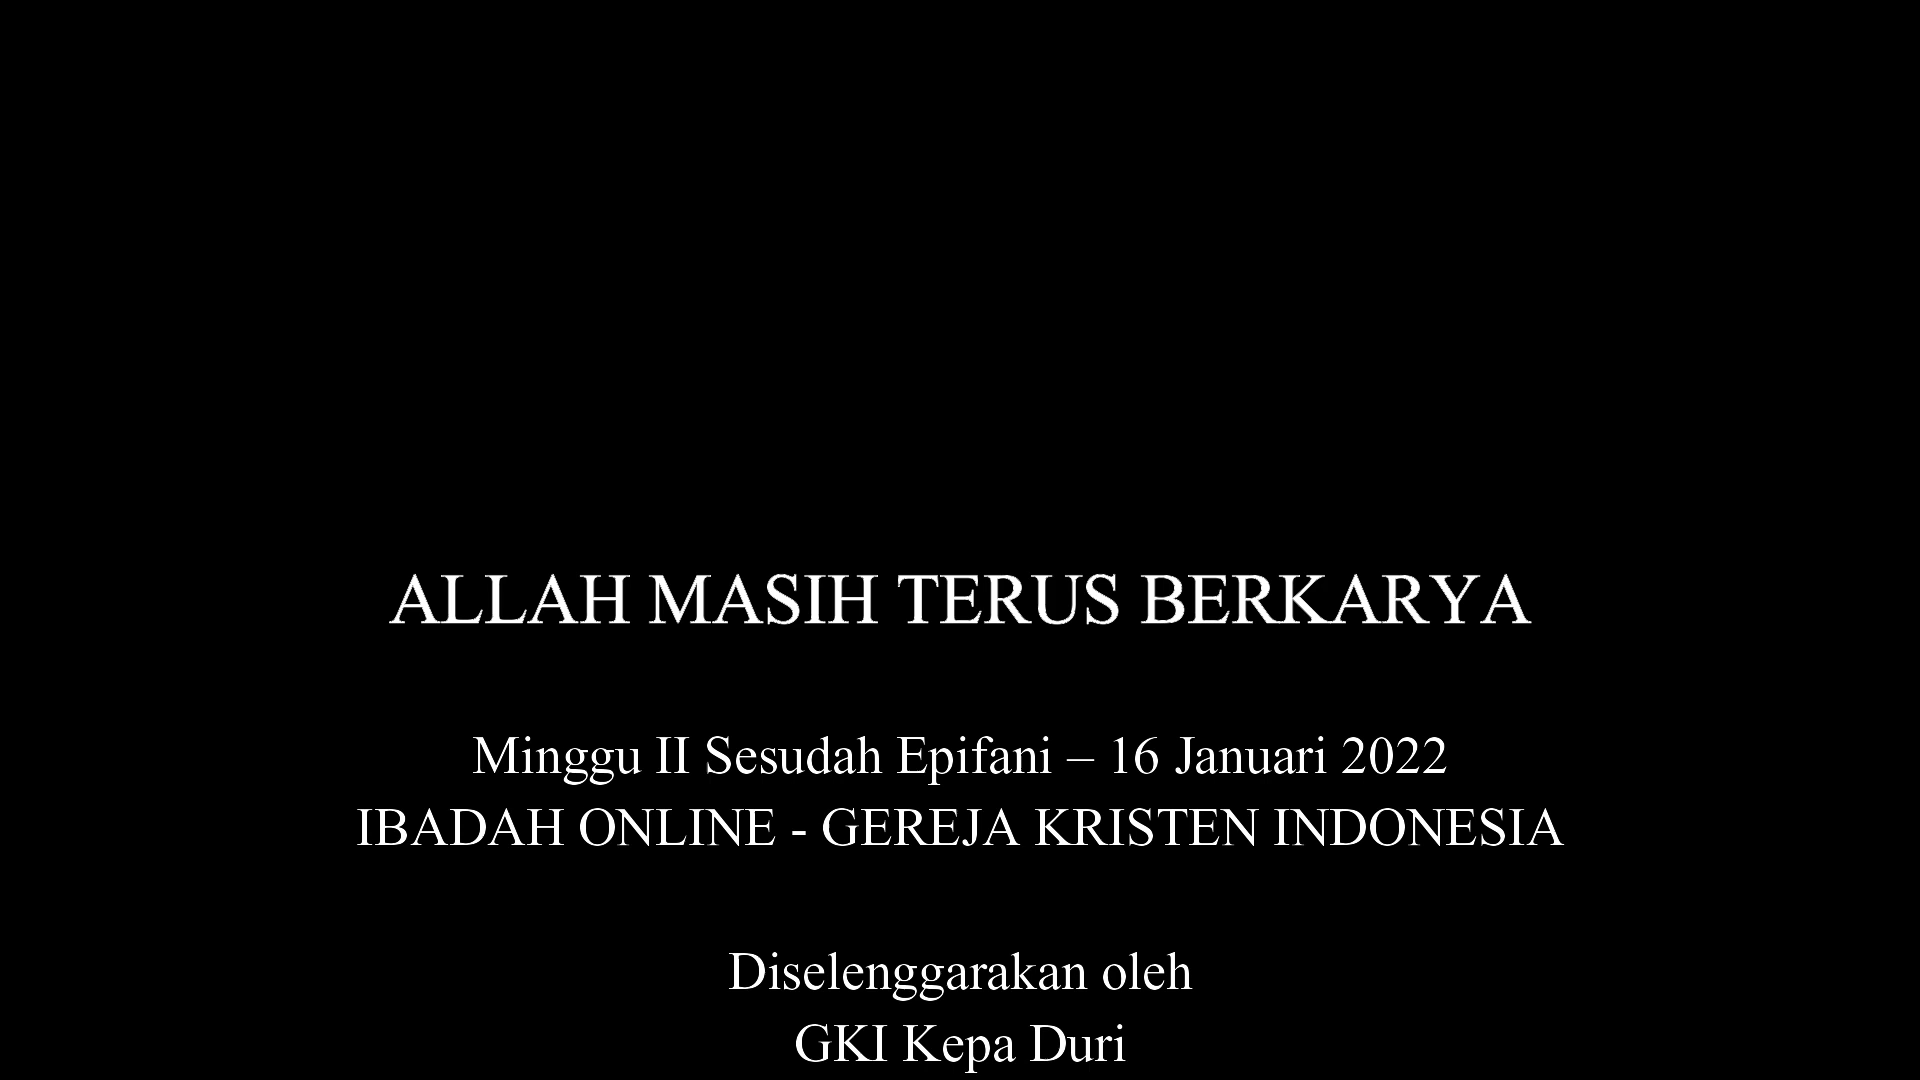 ALLAH MASIH TERUS BERKARYA
Minggu II Sesudah Epifani – 16 Januari 2022
IBADAH ONLINE - GEREJA KRISTEN INDONESIA
Diselenggarakan oleh
GKI Kepa Duri